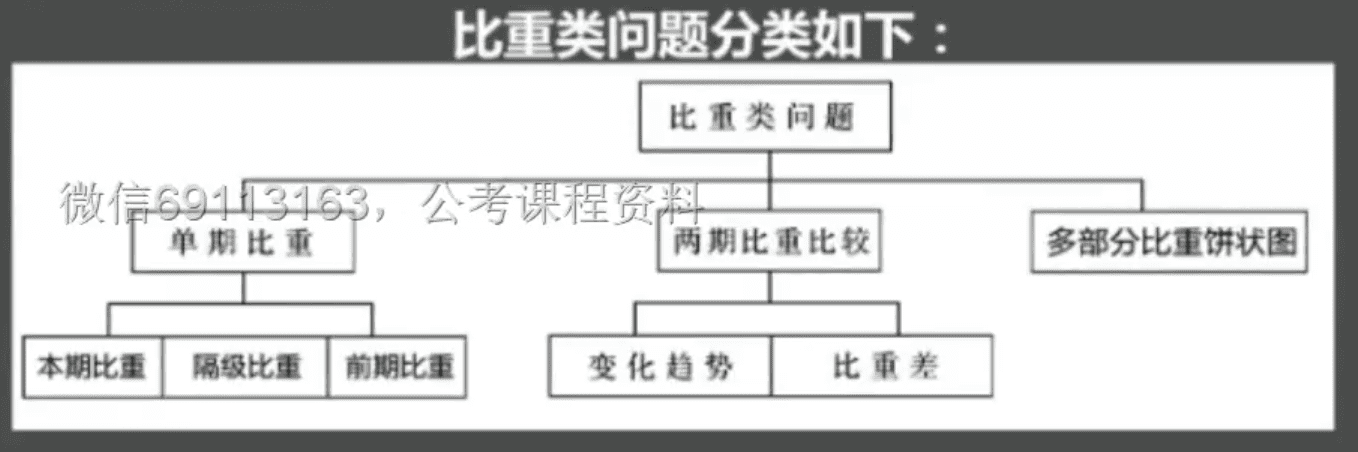 比重类问题分类如下：
比重类问题
微信69113163，公考课程资料
单期比重
两期比重比较
多部分比重饼状图
本期比重
隔级比重
前期比重
变化趋势
比重差